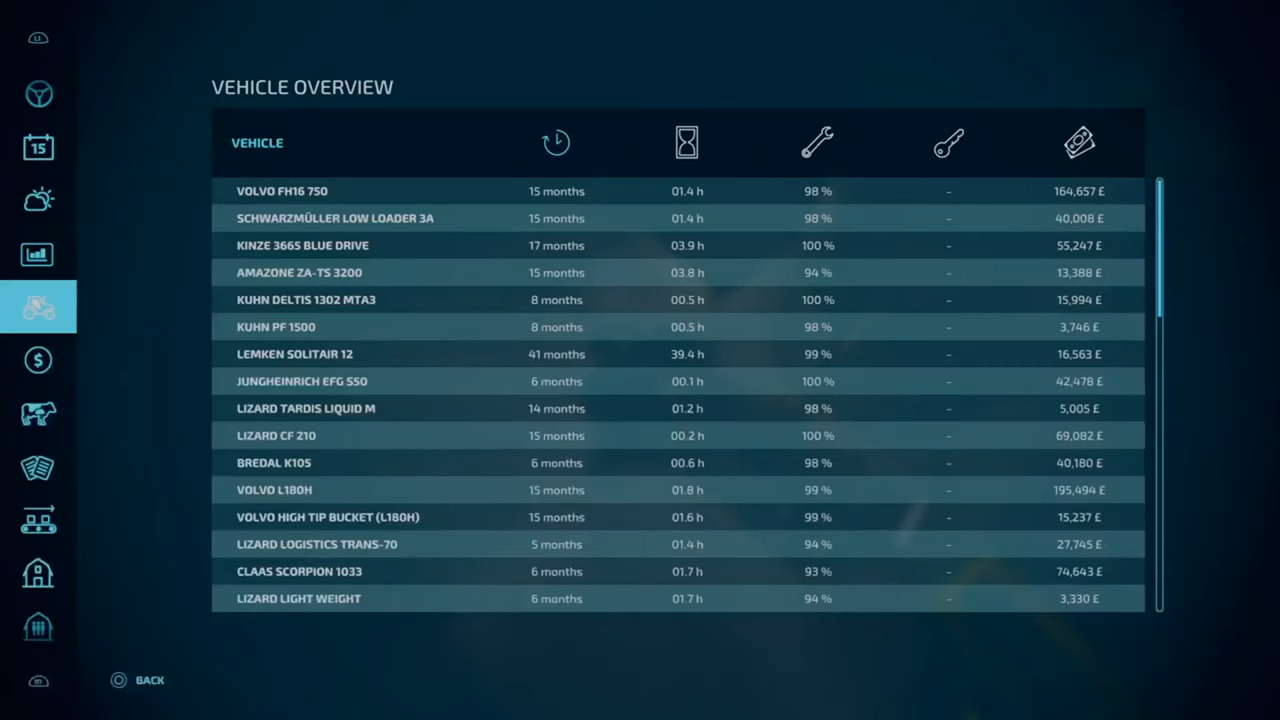 L1
15
VEHICLE OVERVIEW
VEHICLE
VOLVO FH16 750 15 months 01.4 h 98 % - 164,657 £
SCHWARZMÜLLER LOW LOADER 3A 15 months 01.4 h 98 % - 40,008 £
KINZE 3665 BLUE DRIVE 17 months 03.9 h 100 % - 55,247 £
AMAZONE ZA-TS 3200 15 months 03.8 h 94 % - 13,388 £
KUHN DELTIS 1302 MTA3 8 months 00.5 h 100 % - 15,994 £
KUHN PF 1500 8 months 00.5 h 98 % - 3,746 £
LEMKEN SOLITAIR 12 41 months 39.4 h 99 % - 16,563 £
JUNGHEINRICH EFG S50 6 months 00.1 h 100 % - 42,478 £
LIZARD TARDIS LIQUID M 14 months 01.2 h 98 % - 5,005 £
LIZARD CF 210 15 months 00.2 h 100 % - 69,082 £
BREDAL K105 6 months 00.6 h 98 % - 40,180 £
VOLVO L180H 15 months 01.8 h 99 % - 195,494 £
VOLVO HIGH TIP BUCKET (L180H) 15 months 01.6 h 99 % - 15,237 £
LIZARD LOGISTICS TRANS-70 5 months 01.4 h 94 % - 27,745 £
CLAAS SCORPION 1033 6 months 01.7 h 93 % - 74,643 £
LIZARD LIGHT WEIGHT 6 months 01.7 h 94 % - 3,330 £
$
R1
BACK